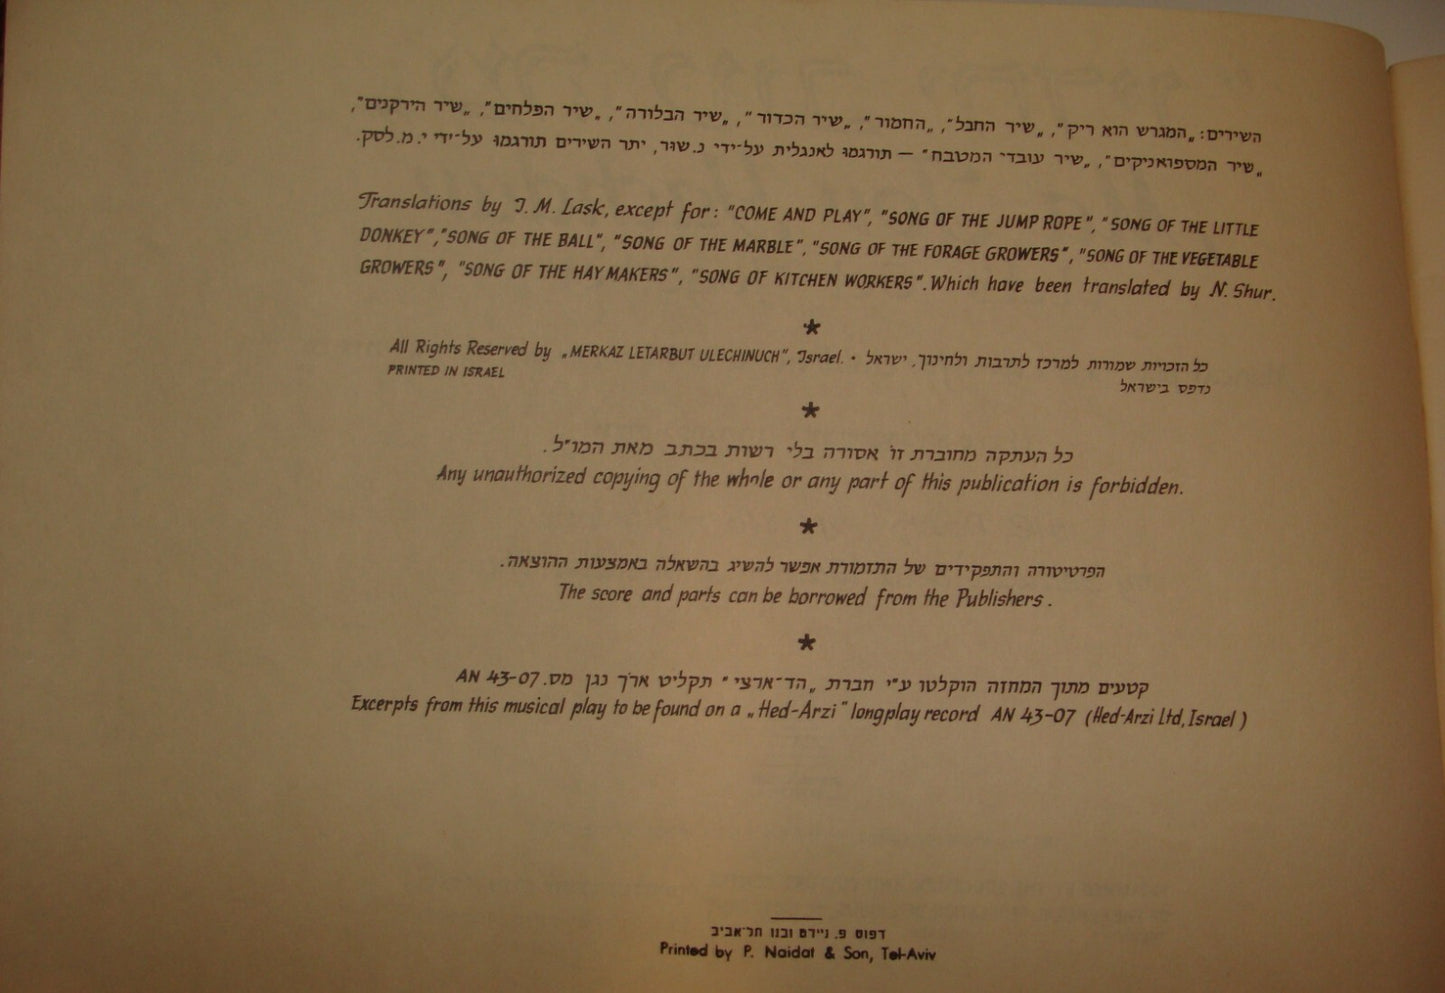 השירים: „המגרש הוא ריק", „שיר החבל", „החמור", „שיר הכדור", „שיר הבלורה", „שיר הפלחים", „שיר הירקנים",
„שיר המספואניקים", „שיר עובדי המטבח" — תורגמו לאנגלית על־ידי נ. שור, יתר השירים תורגמו על־ידי י. מ. לסק.
Translations by I. M. Lask, except for: "COME AND PLAY", "SONG OF THE JUMP ROPE", "SONG OF THE LITTLE
DONKEY", "SONG OF THE BALL", "SONG OF THE MARBLE", "SONG OF THE FORAGE GROWERS", "SONG OF THE VEGETABLE
GROWERS", "SONG OF THE HAY MAKERS", "SONG OF KITCHEN WORKERS". Which have been translated by N. Shur.
*
All Rights Reserved by „MERKAZ LETARBUT ULECHINUCH", Israel. • כל הזכויות שמורות למרכז לתרבות ולחינוך, ישראל
PRINTED IN ISRAEL נדפס בישראל
*
כל העתקה מחוברת זו אסורה בלי רשות בכתב מאת המו"ל.
Any unauthorized copying of the whole or any part of this publication is forbidden.
*
הפרטיטורה והתפקידים של התזמורת אפשר להשיג בהשאלה באמצעות ההוצאה.
The score and parts can be borrowed from the Publishers.
*
קטעים מתוך המחזה הוקלטו ע"י חברת „הד־ארצי" תקליט ארך נגן מס. AN 43-07
Excerpts from this musical play to be found on a „Hed-Arzi" longplay record AN 43-07 (Hed-Arzi Ltd, Israel)
דפוס פ. ניידט ובנו תל־אביב
Printed by P. Naidat & Son, Tel-Aviv